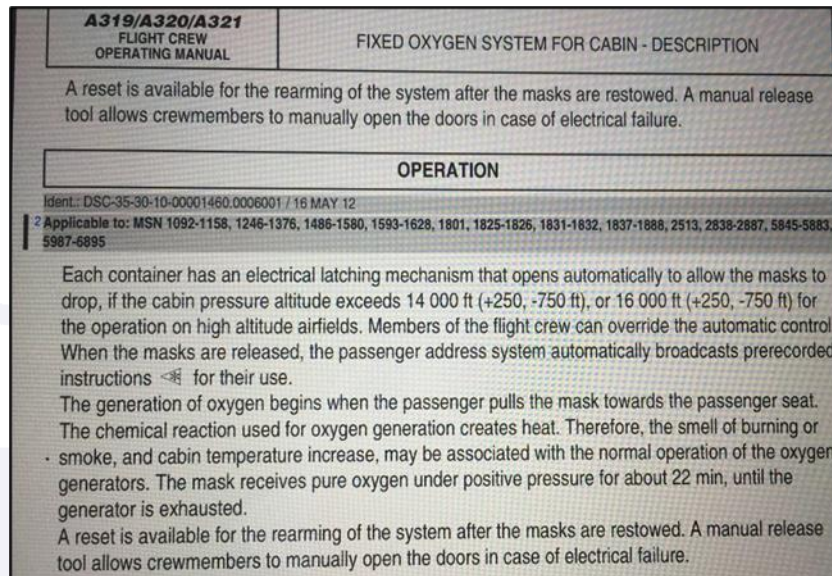 A319/A320/A321
FLIGHT CREW
OPERATING MANUAL
FIXED OXYGEN SYSTEM FOR CABIN - DESCRIPTION
A reset is available for the rearming of the system after the masks are restowed. A manual release
tool allows crewmembers to manually open the doors in case of electrical failure.
OPERATION
Ident.: DSC-35-30-10-00001460.0006001 / 16 MAY 12
2 Applicable to: MSN 1092-1158, 1246-1376, 1486-1580, 1593-1628, 1801, 1825-1826, 1831-1832, 1837-1888, 2513, 2838-2887, 5845-5883,
5987-6895
Each container has an electrical latching mechanism that opens automatically to allow the masks to
drop, if the cabin pressure altitude exceeds 14 000 ft (+250, -750 ft), or 16 000 ft (+250, -750 ft) for
the operation on high altitude airfields. Members of the flight crew can override the automatic control.
When the masks are released, the passenger address system automatically broadcasts prerecorded
instructions for their use.
The generation of oxygen begins when the passenger pulls the mask towards the passenger seat.
The chemical reaction used for oxygen generation creates heat. Therefore, the smell of burning or
smoke, and cabin temperature increase, may be associated with the normal operation of the oxygen
generators. The mask receives pure oxygen under positive pressure for about 22 min, until the
generator is exhausted.
A reset is available for the rearming of the system after the masks are restowed. A manual release
tool allows crewmembers to manually open the doors in case of electrical failure.